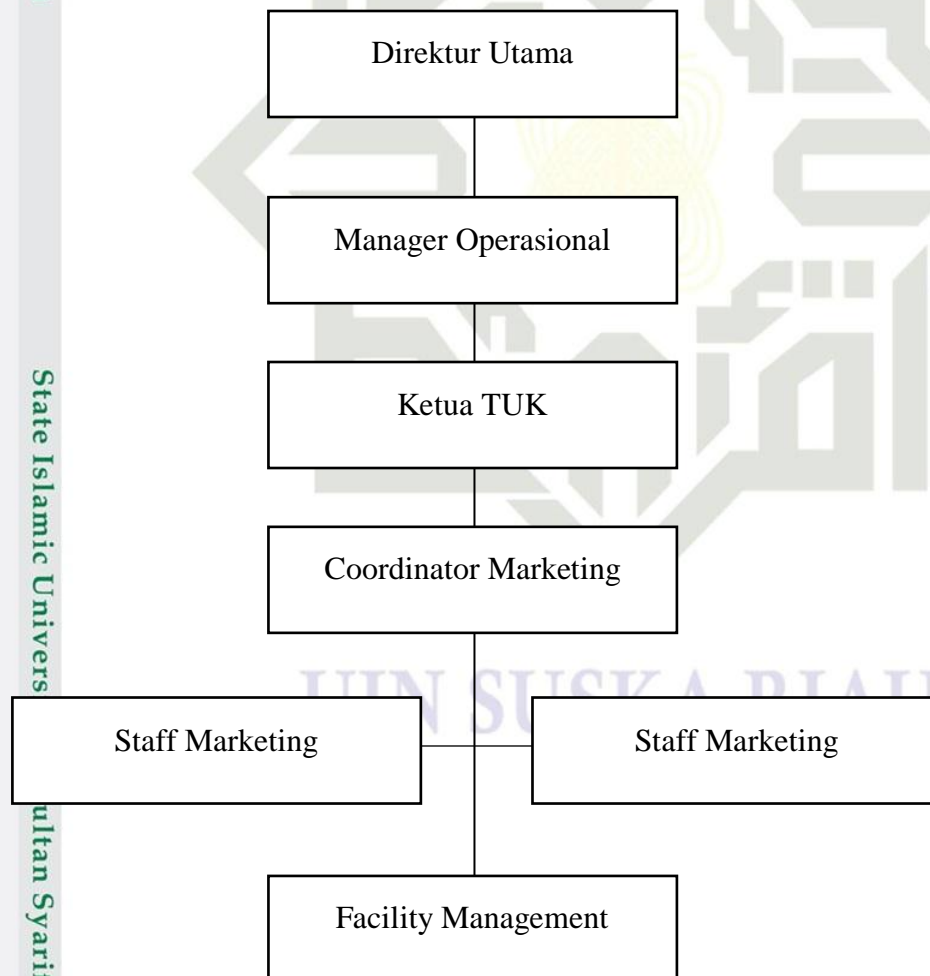 Direktur Utama
Manager Operasional
Ketua TUK
Coordinator Marketing
UIN SUSKA RIAU
Staff Marketing
Staff Marketing
Facility Management
State Islamic Univers
ultan Syarif